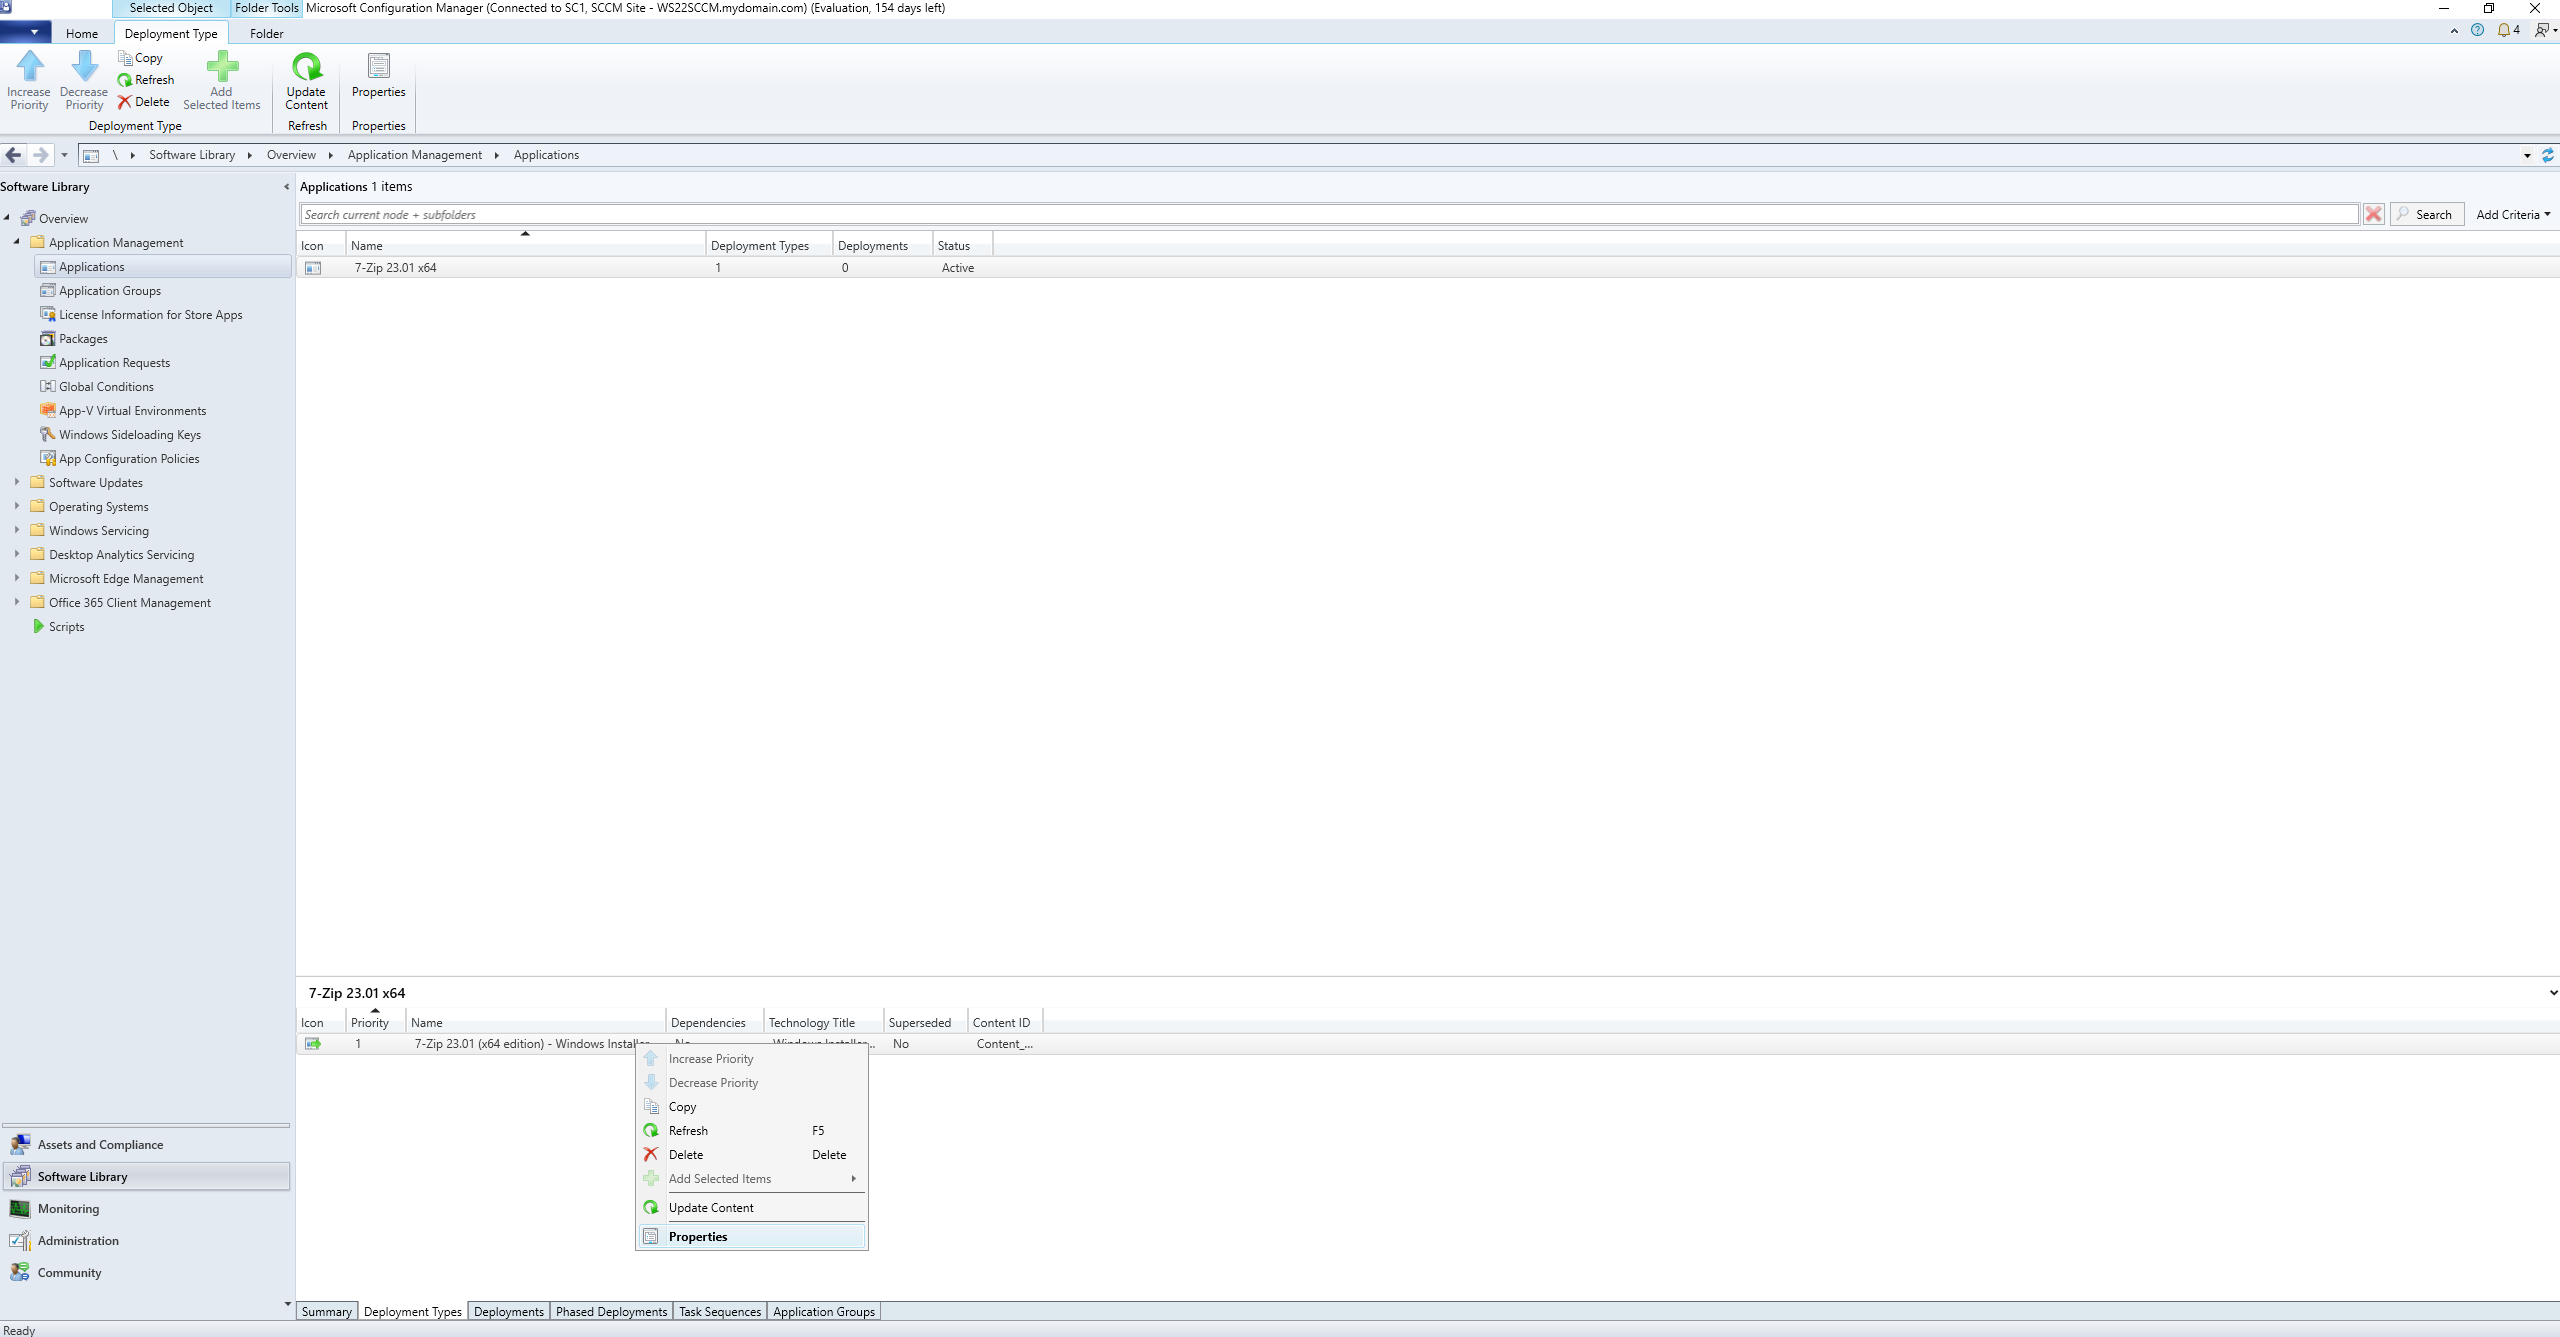 Selected Object Folder Tools Microsoft Configuration Manager (Connected to SC1, SCCM Site - WS22SCCM.mydomain.com) (Evaluation, 154 days left)
Home Deployment Type Folder 4
Increase Priority
Decrease Priority
Copy
Refresh
Delete
Add Selected Items
Update Content
Properties
Deployment Type Refresh Properties
\ Software Library Overview Application Management Applications
Software Library
Overview
Application Management
Applications
Application Groups
License Information for Store Apps
Packages
Application Requests
Global Conditions
App-V Virtual Environments
Windows Sideloading Keys
App Configuration Policies
Software Updates
Operating Systems
Windows Servicing
Desktop Analytics Servicing
Microsoft Edge Management
Office 365 Client Management
Scripts
Assets and Compliance
Software Library
Monitoring
Administration
Community
Applications 1 items
Search current node + subfolders Search Add Criteria
Icon Name Deployment Types Deployments Status
7-Zip 23.01 x64 1 0 Active
7-Zip 23.01 x64
Icon Priority Name Dependencies Technology Title Superseded Content ID
1 7-Zip 23.01 (x64 edition) - Windows Installer No Windows Installer... No Content_...
Increase Priority
Decrease Priority
Copy
Refresh F5
Delete Delete
Add Selected Items
Update Content
Properties
Summary Deployment Types Deployments Phased Deployments Task Sequences Application Groups
Ready